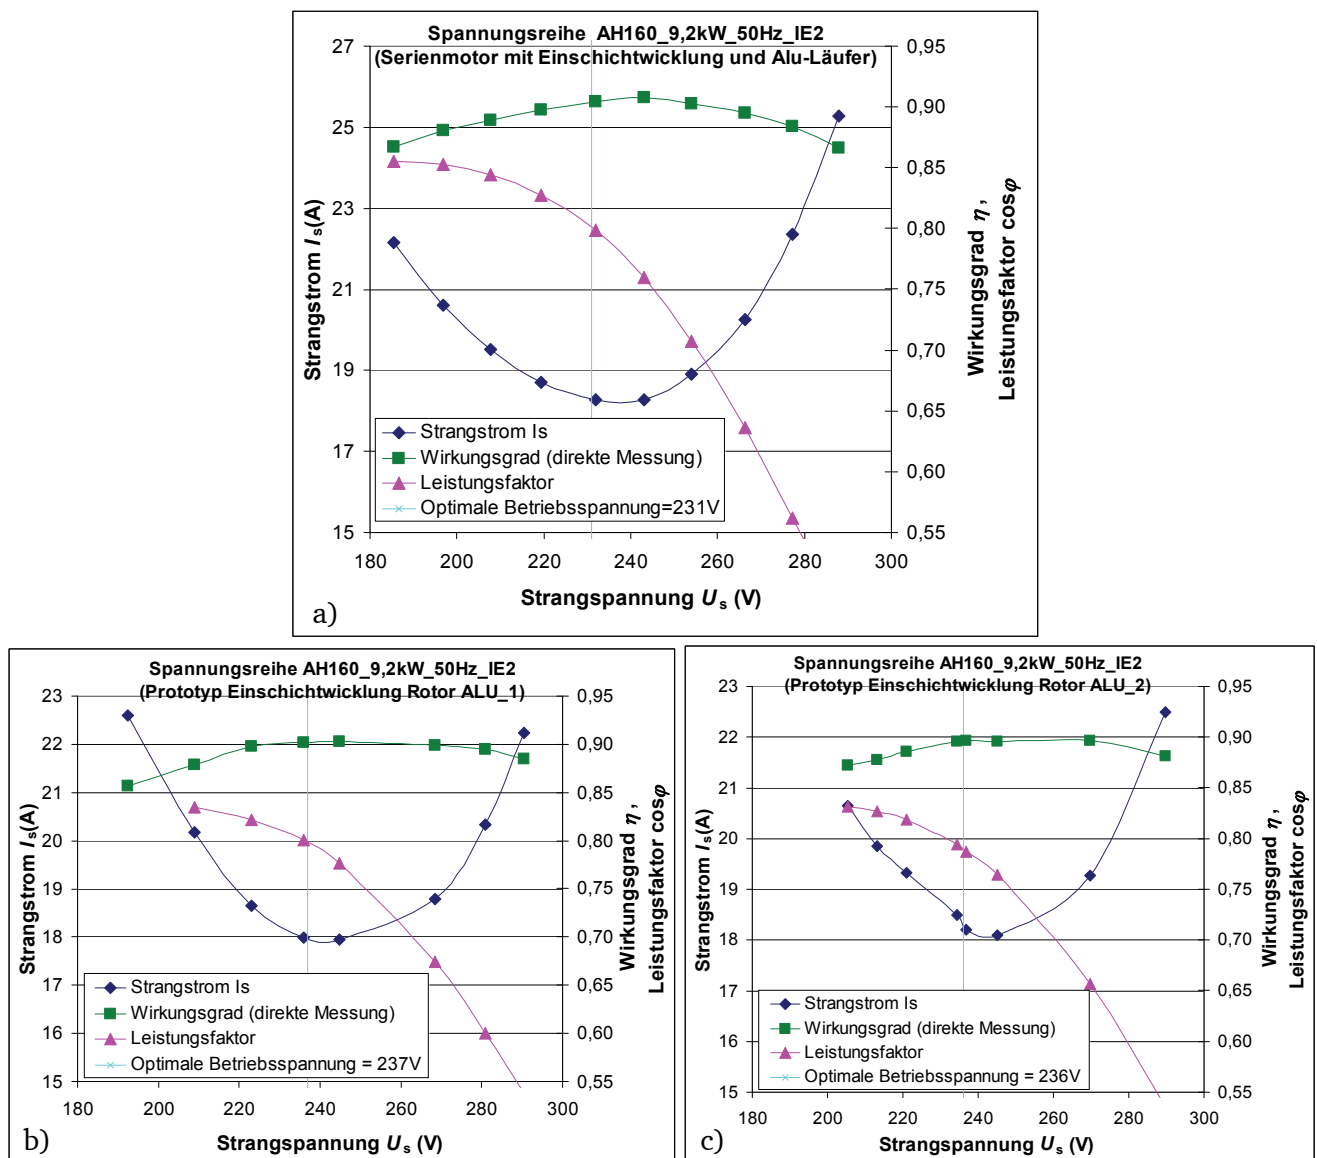 Spannungsreihe AH160_9,2kW_50Hz_IE2
(Serienmotor mit Einschichtwicklung und Alu-Läufer)
27
25
23
21
19
17
15
Strangstrom Is(A)
0,95
0,90
0,85
0,80
0,75
0,70
0,65
0,60
0,55
Wirkungsgrad η ,
Leistungsfaktor cosφ
Strangstrom Is
Wirkungsgrad (direkte Messung)
Leistungsfaktor
Optimale Betriebsspannung=231V
180 200 220 240 260 280 300
Strangspannung Us (V)
a)
Spannungsreihe AH160_9,2kW_50Hz_IE2
(Prototyp Einschichtwicklung Rotor ALU_1)
23
22
21
20
19
18
17
16
15
Strangstrom Is(A)
0,95
0,90
0,85
0,80
0,75
0,70
0,65
0,60
0,55
Wirkungsgrad η ,
Leistungsfaktor cosφ
Strangstrom Is
Wirkungsgrad (direkte Messung)
Leistungsfaktor
Optimale Betriebsspannung = 237V
180 200 220 240 260 280 300
Strangspannung Us (V)
b)
Spannungsreihe AH160_9,2kW_50Hz_IE2
(Prototyp Einschichtwicklung Rotor ALU_2)
23
22
21
20
19
18
17
16
15
Strangstrom Is(A)
0,95
0,90
0,85
0,80
0,75
0,70
0,65
0,60
0,55
Wirkungsgrad η ,
Leistungsfaktor cosφ
Strangstrom Is
Wirkungsgrad (direkte Messung)
Leistungsfaktor
Optimale Betriebsspannung = 236V
180 200 220 240 260 280 300
Strangspannung Us (V)
c)